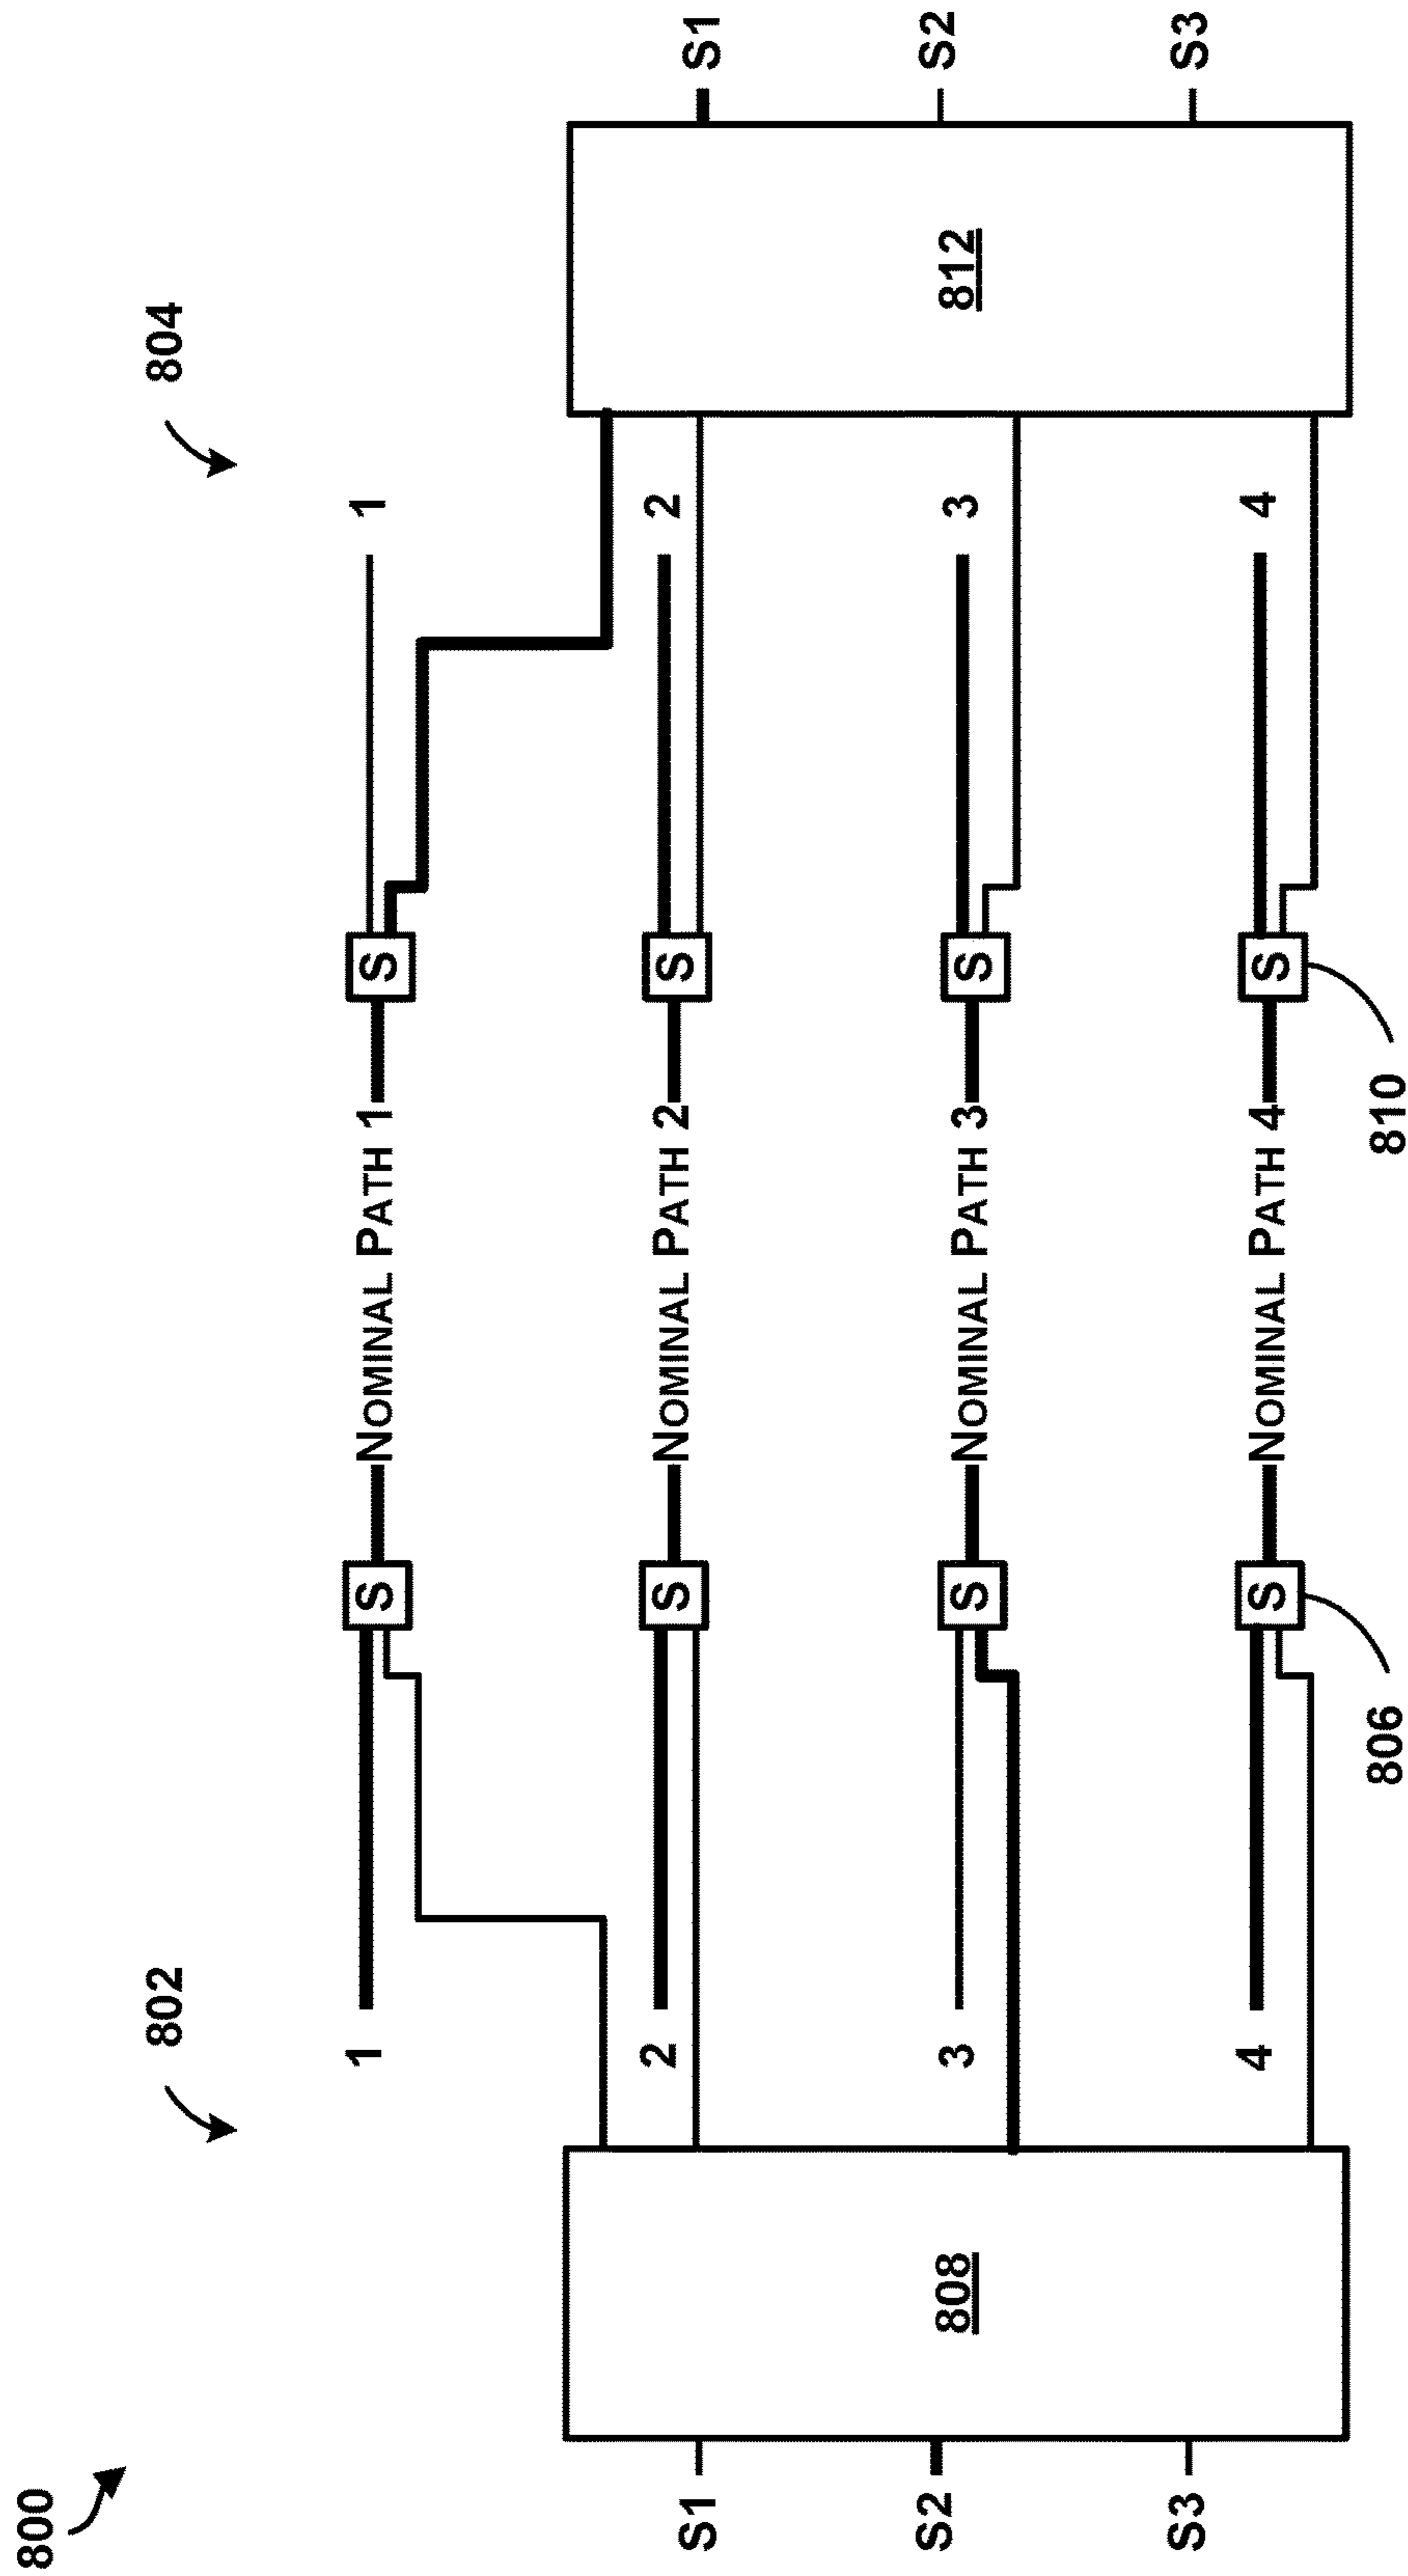 800
802
804
1 S NOMINAL PATH 1 S 1
2 S NOMINAL PATH 2 S 2
S1
S1
S2
808
3 S NOMINAL PATH 3 S 3
812
S2
S3
S3
4 S NOMINAL PATH 4 S 4
806
810